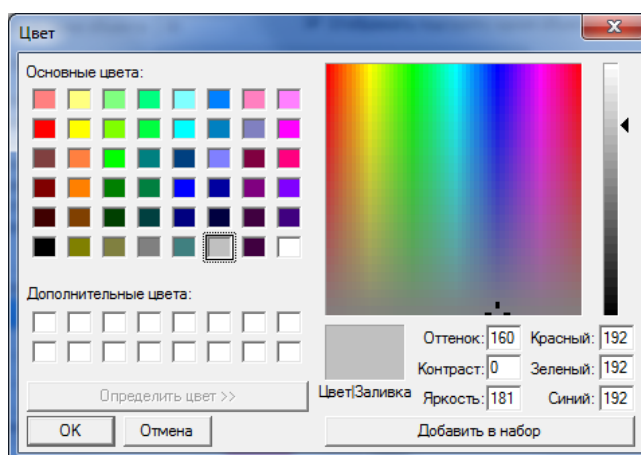 Цвет
Основные цвета:
Дополнительные цвета:
Определить цвет >>
OK
Отмена
Цвет|Заливка
Оттенок: 160
Контраст: 0
Яркость: 181
Красный: 192
Зеленый: 192
Синий: 192
Добавить в набор